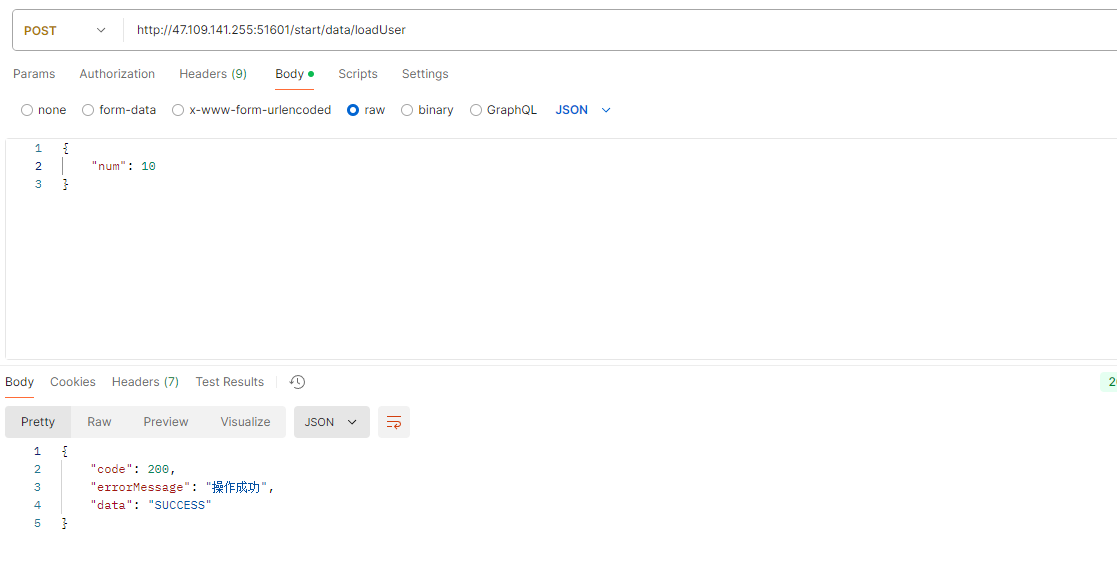 POST http://47.109.141.255:51601/start/data/loadUser
Params Authorization Headers (9) Body Scripts Settings
none form-data x-www-form-urlencoded raw binary GraphQL JSON
1 {
2 "num": 10
3 }
Body Cookies Headers (7) Test Results
Pretty Raw Preview Visualize JSON
1 {
2 "code": 200,
3 "errorMessage": "操作成功",
4 "data": "SUCCESS"
5 }